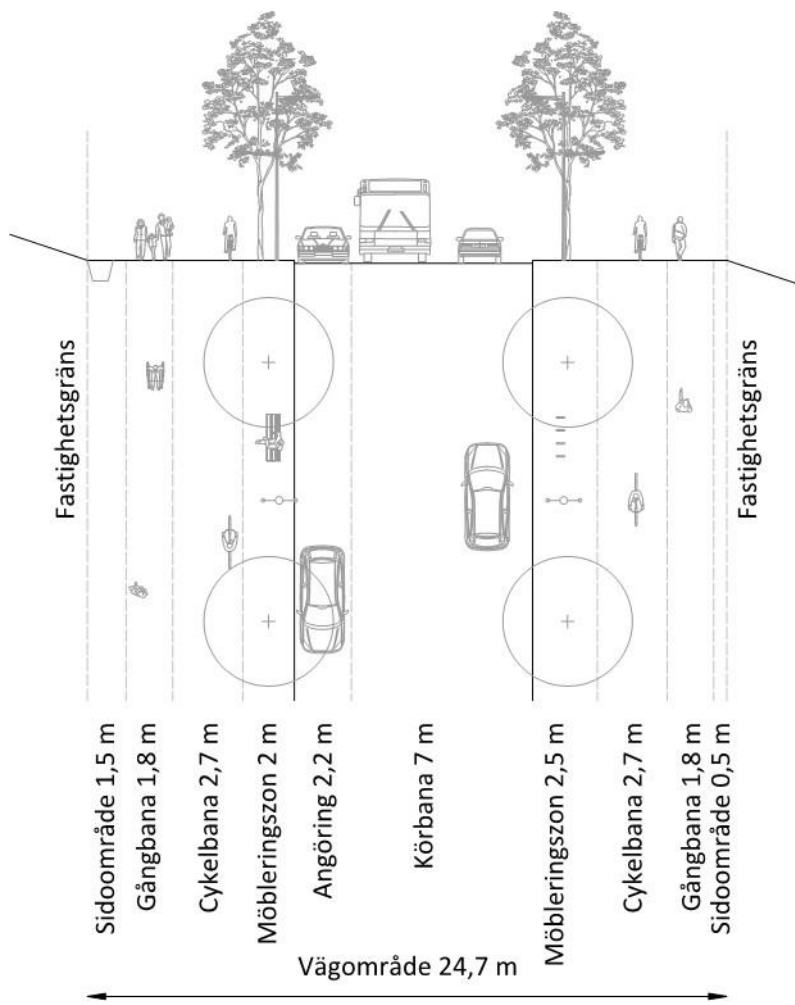 Fastighetsgräns
Fastighetsgräns
Sidoområde 1,5 m
Gångbana 1,8 m
Cykelbana 2,7 m
Möbleringszon 2 m
Angöring 2,2 m
Körbana 7 m
Möbleringszon 2,5 m
Cykelbana 2,7 m
Gångbana 1,8 m
Sidoområde 0,5 m
Vägområde 24,7 m